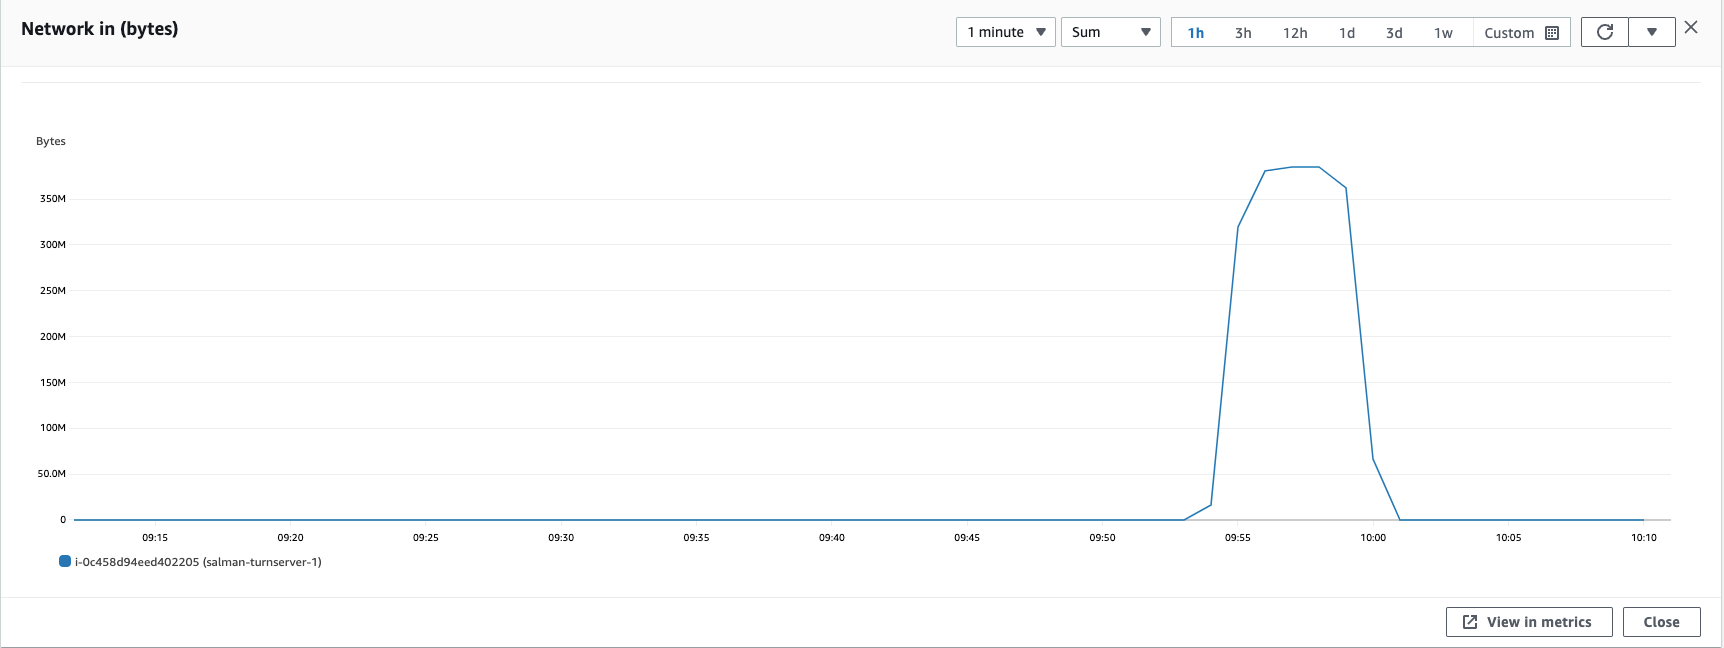 Network in (bytes)
1 minute
Sum
1h 3h 12h 1d 3d 1w Custom
Bytes
350M
300M
250M
200M
150M
100M
50.0M
0
09:15 09:20 09:25 09:30 09:35 09:40 09:45 09:50 09:55 10:00 10:05 10:10
i-0c458d94eed402205 (salman-turnserver-1)
View in metrics
Close